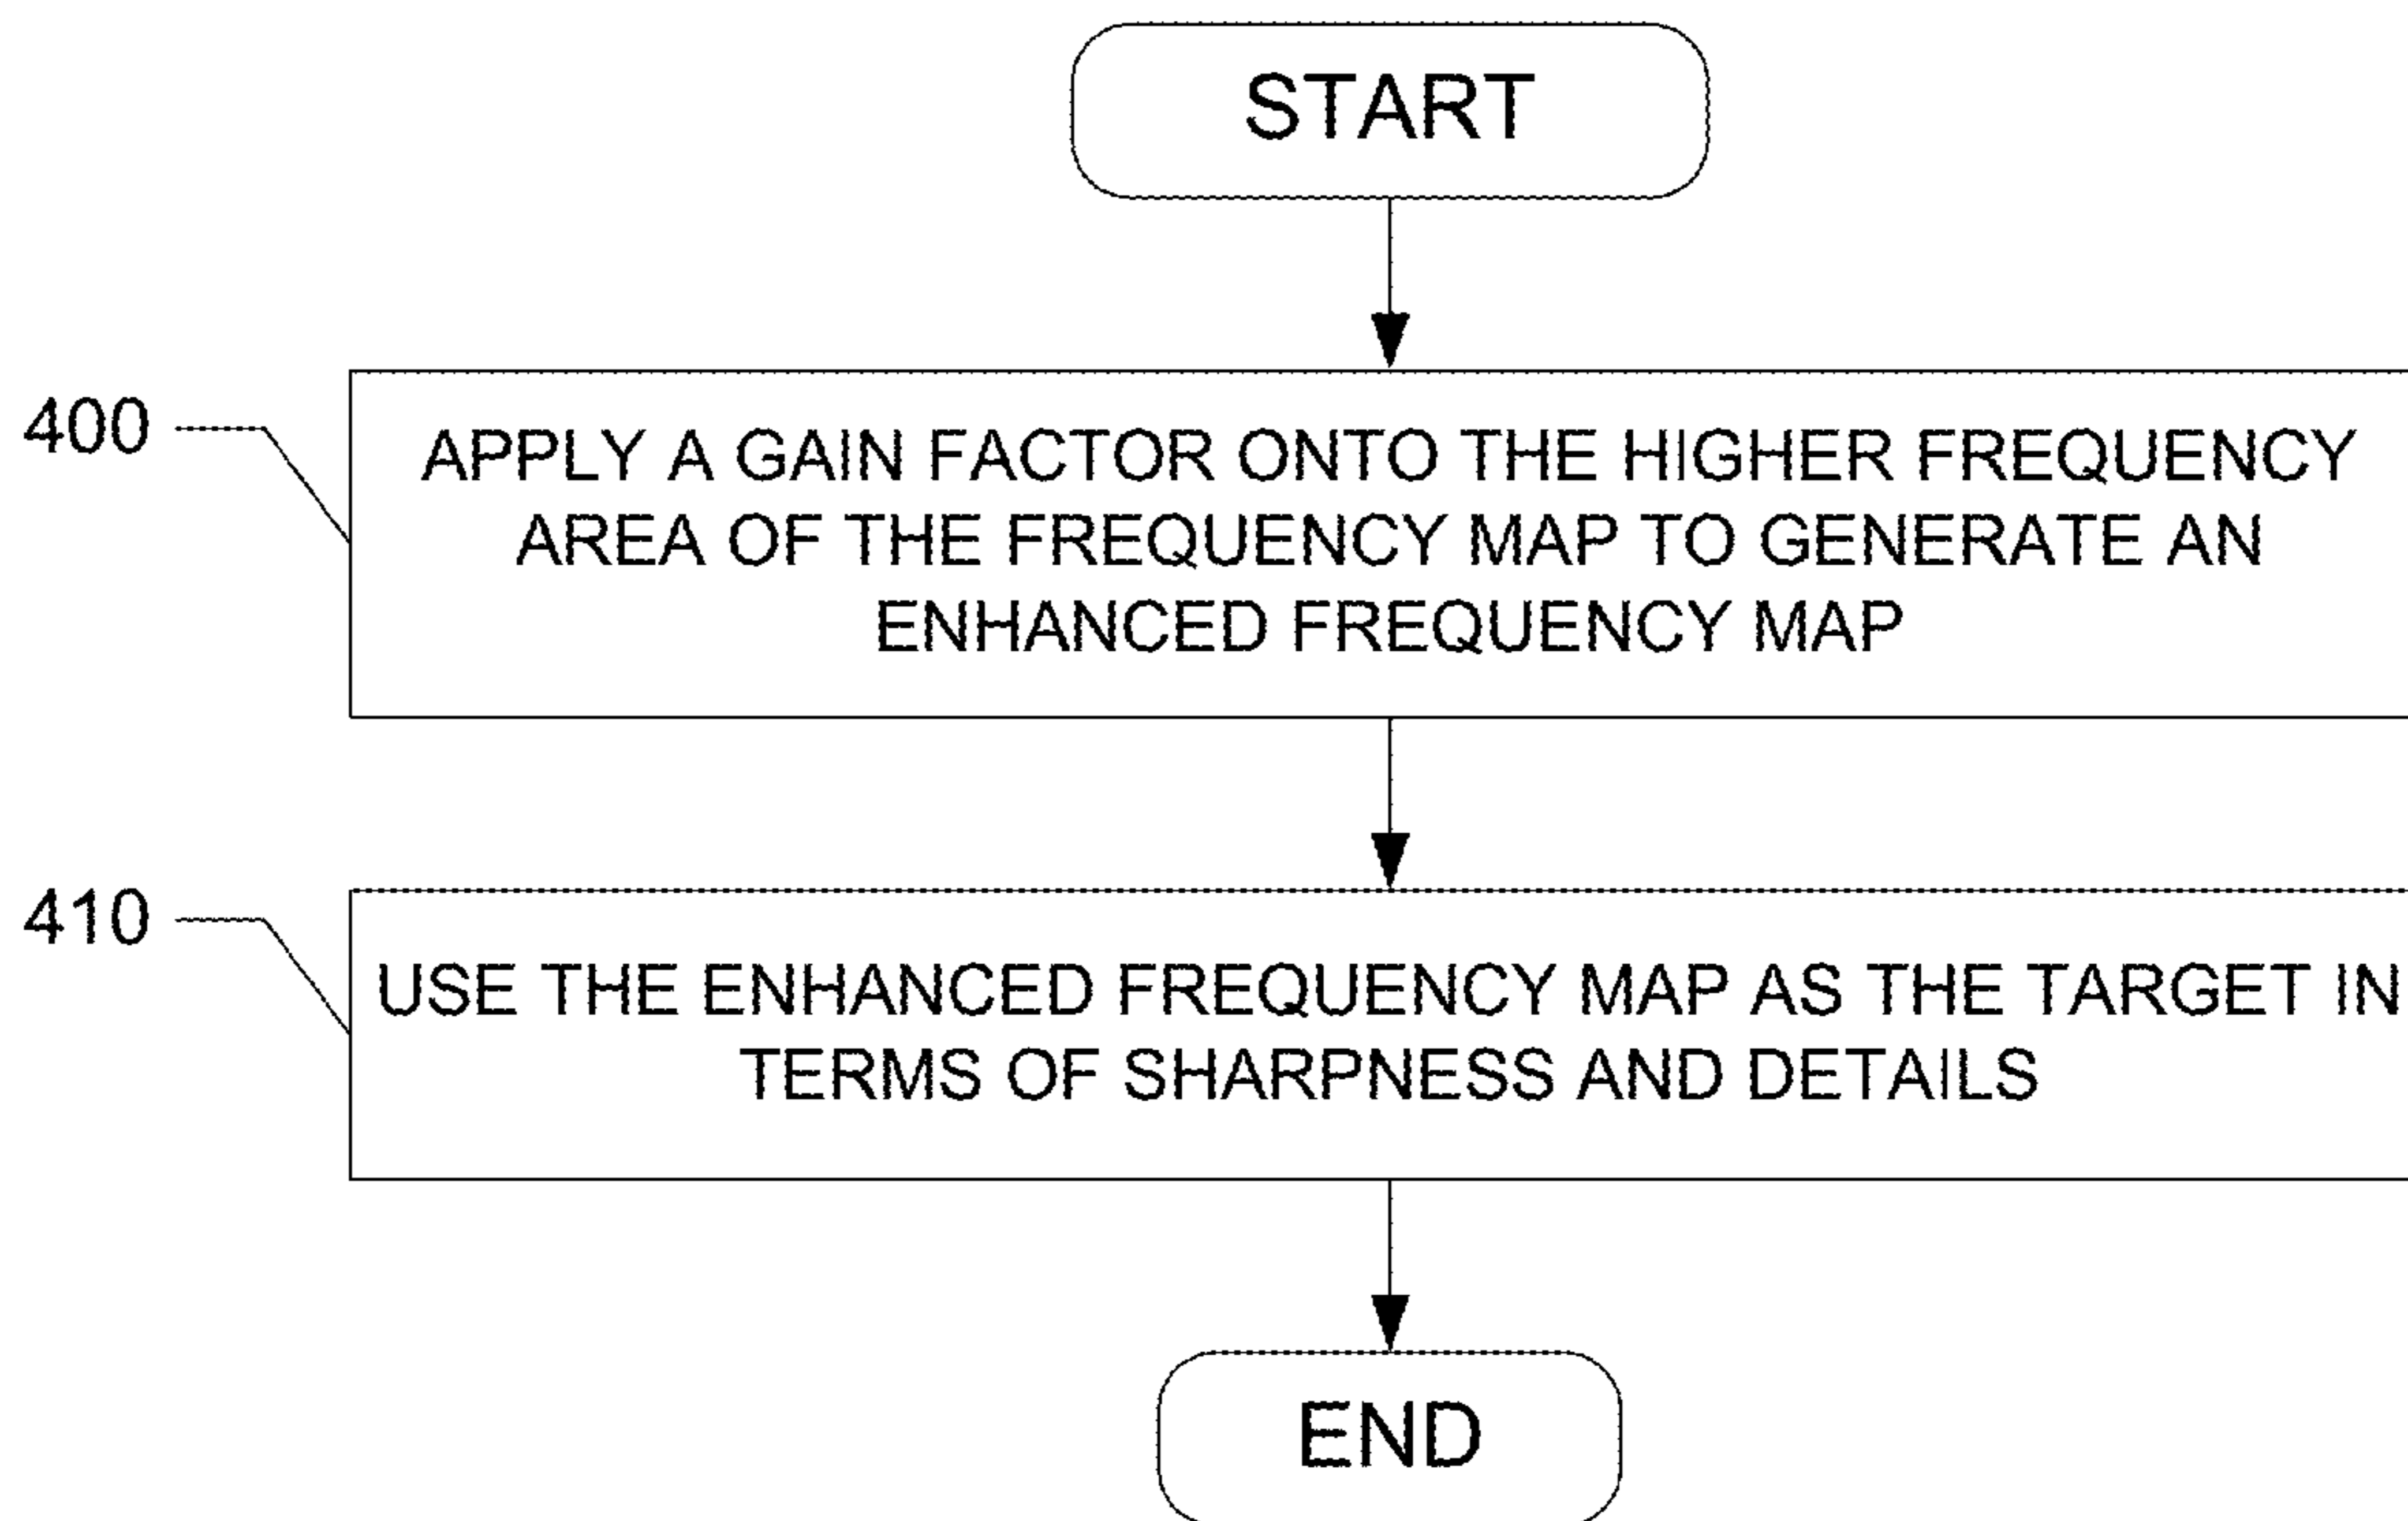 START
400
APPLY A GAIN FACTOR ONTO THE HIGHER FREQUENCY
AREA OF THE FREQUENCY MAP TO GENERATE AN
ENHANCED FREQUENCY MAP
410
USE THE ENHANCED FREQUENCY MAP AS THE TARGET IN
TERMS OF SHARPNESS AND DETAILS
END